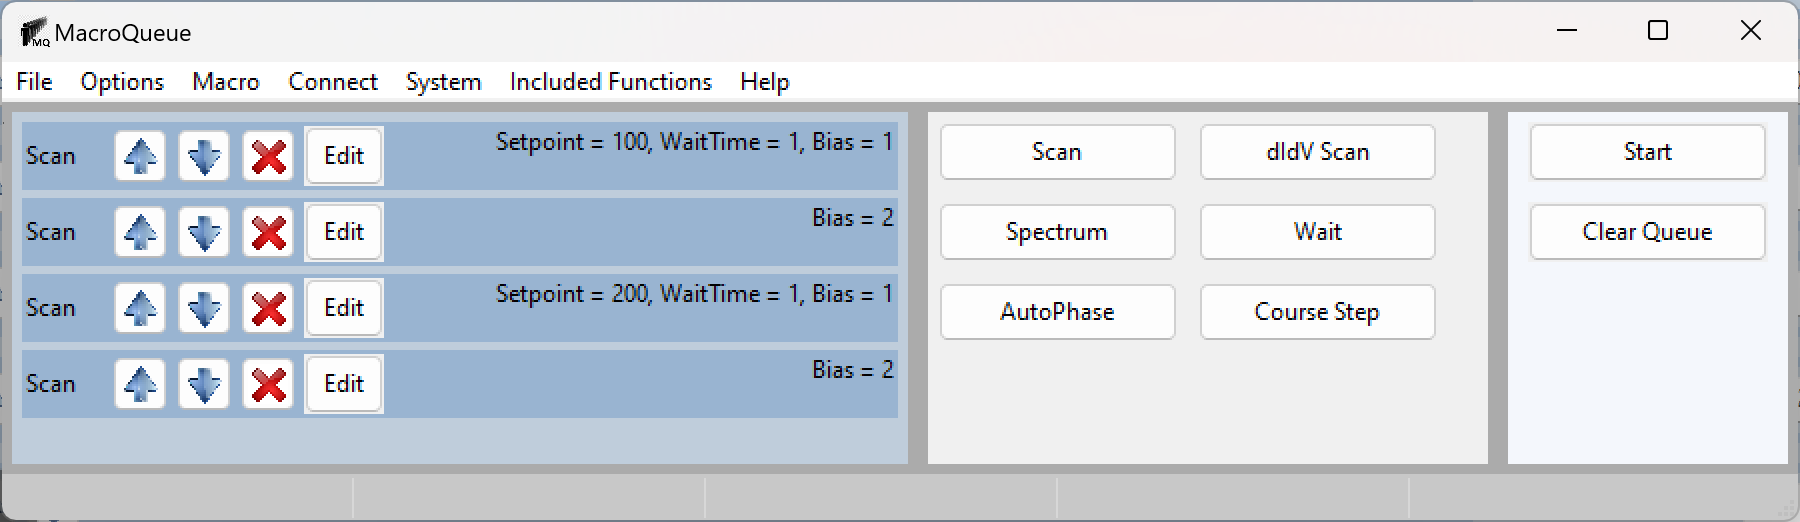 MQ MacroQueue
File Options Macro Connect System Included Functions Help
Scan Edit Setpoint = 100, WaitTime = 1, Bias = 1
Scan Edit Bias = 2
Scan Edit Setpoint = 200, WaitTime = 1, Bias = 1
Scan Edit Bias = 2
Scan dIdV Scan
Spectrum Wait
AutoPhase Course Step
Start
Clear Queue